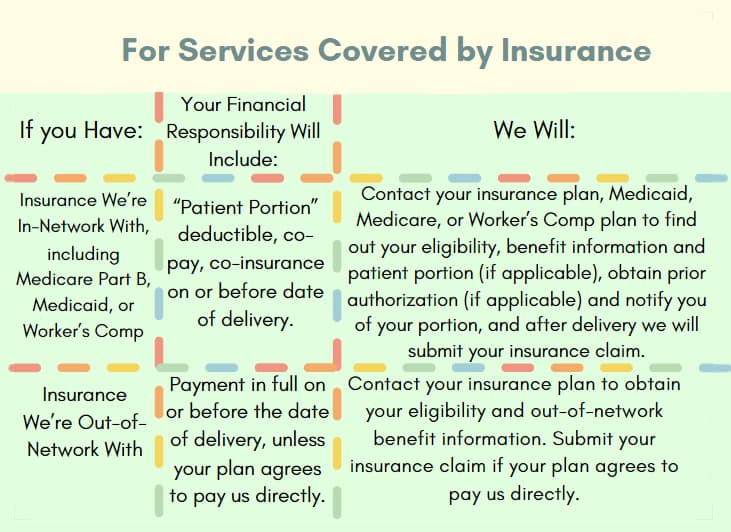 For Services Covered by Insurance
If you Have:
Your Financial
Responsibility Will
Include:
We Will:
Insurance We're
In-Network With,
including
Medicare Part B,
Medicaid, or
Worker's Comp
“Patient Portion”
deductible, co-
pay, co-insurance
on or before date
of delivery.
Contact your insurance plan, Medicaid,
Medicare, or Worker's Comp plan to find
out your eligibility, benefit information and
patient portion (if applicable), obtain prior
authorization (if applicable) and notify you
of your portion, and after delivery we will
submit your insurance claim.
Insurance
We're Out-of-
Network With
Payment in full on
or before the date
of delivery, unless
your plan agrees
to pay us directly.
Contact your insurance plan to obtain
your eligibility and out-of-network
benefit information. Submit your
insurance claim if your plan agrees to
pay us directly.